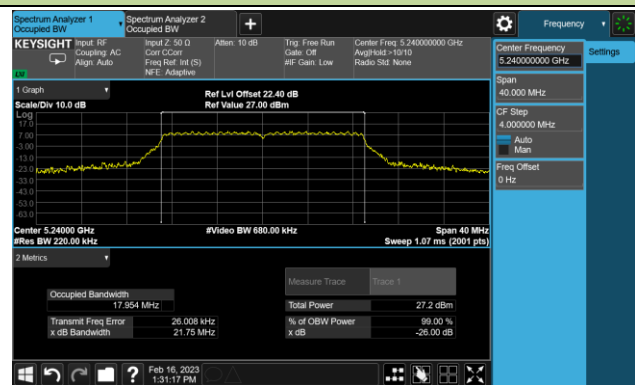 Spectrum Analyzer 1
Occupied BW
Spectrum Analyzer 2
Occupied BW
+
Frequency
KEYSIGHT
Input: RF
Coupling: AC
Align: Auto
Input Z: 50 Ω
Corr CCorr
Freq Ref: Int (S)
NFE: Adaptive
Atten: 10 dB
Trig: Free Run
Gate: Off
#IF Gain: Low
Center Freq: 5.240000000 GHz
Avg|Hold:>10/10
Radio Std: None
Center Frequency
5.240000000 GHz
Settings
Span
40.000 MHz
CF Step
4.000000 MHz
Auto
Man
Freq Offset
0 Hz
1 Graph
Scale/Div 10.0 dB
Ref Lvl Offset 22.40 dB
Ref Value 27.00 dBm
Log
17.0
7.00
-3.00
-13.0
-23.0
-33.0
-43.0
-53.0
-63.0
Center 5.24000 GHz
#Res BW 220.00 kHz
#Video BW 680.00 kHz
Span 40 MHz
Sweep 1.07 ms (2001 pts)
2 Metrics
Measure Trace
Trace 1
Occupied Bandwidth
17.954 MHz
Total Power
27.2 dBm
Transmit Freq Error
26.008 kHz
% of OBW Power
99.00 %
x dB Bandwidth
21.75 MHz
x dB
-26.00 dB
?
Feb 16, 2023
1:31:17 PM